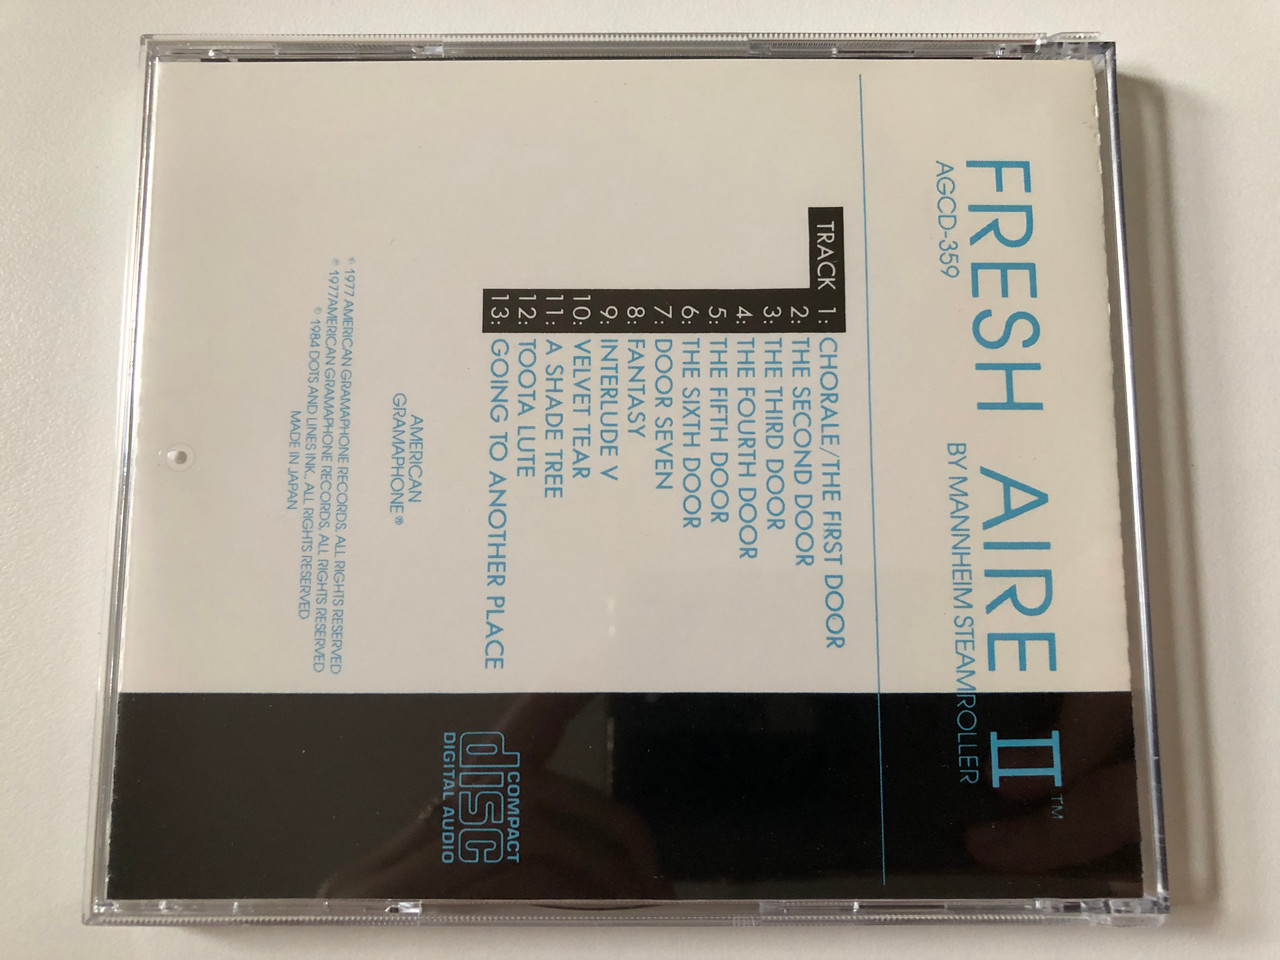 FRESH AIRE II™
AGCD-359
BY MANNHEIM STEAMROLLER
TRACK
1: CHORALE/THE FIRST DOOR
2: THE SECOND DOOR
3: THE THIRD DOOR
4: THE FOURTH DOOR
5: THE FIFTH DOOR
6: THE SIXTH DOOR
7: DOOR SEVEN
8: FANTASY
9: INTERLUDE V
10: VELVET TEAR
11: A SHADE TREE
12: TOOTA LUTE
13: GOING TO ANOTHER PLACE
COMPACT
disc
DIGITAL AUDIO
AMERICAN
GRAMAPHONE®
© 1977 AMERICAN GRAMAPHONE RECORDS, ALL RIGHTS RESERVED
℗ 1977 AMERICAN GRAMAPHONE RECORDS, ALL RIGHTS RESERVED
© 1984 DOTS AND LINES INK., ALL RIGHTS RESERVED
MADE IN JAPAN